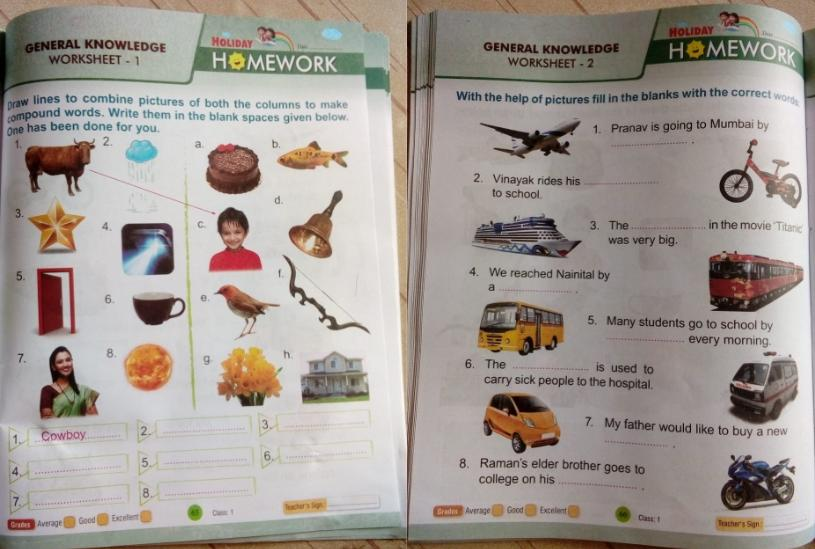 GENERAL KNOWLEDGE
WORKSHEET - 1
HOLIDAY
HOMEWORK
Draw lines to combine pictures of both the columns to make
compound words. Write them in the blank spaces given below.
One has been done for you.
1.
2.
a.
b.
3.
4.
c.
d.
5.
6.
e.
f.
7.
8.
g.
h.
1. Cowboy
2.
3.
4.
5.
6.
7.
8.
Grades Average Good Excellent
Class: 1
Teacher's Sign:
GENERAL KNOWLEDGE
WORKSHEET - 2
HOLIDAY
HOMEWORK
With the help of pictures fill in the blanks with the correct words.
1. Pranav is going to Mumbai by
.
2. Vinayak rides his
to school.
3. The in the movie 'Titanic'
was very big.
4. We reached Nainital by
a .
5. Many students go to school by
every morning.
6. The is used to
carry sick people to the hospital.
7. My father would like to buy a new
.
8. Raman's elder brother goes to
college on his .
Grades Average Good Excellent
Class: 1
Teacher's Sign: